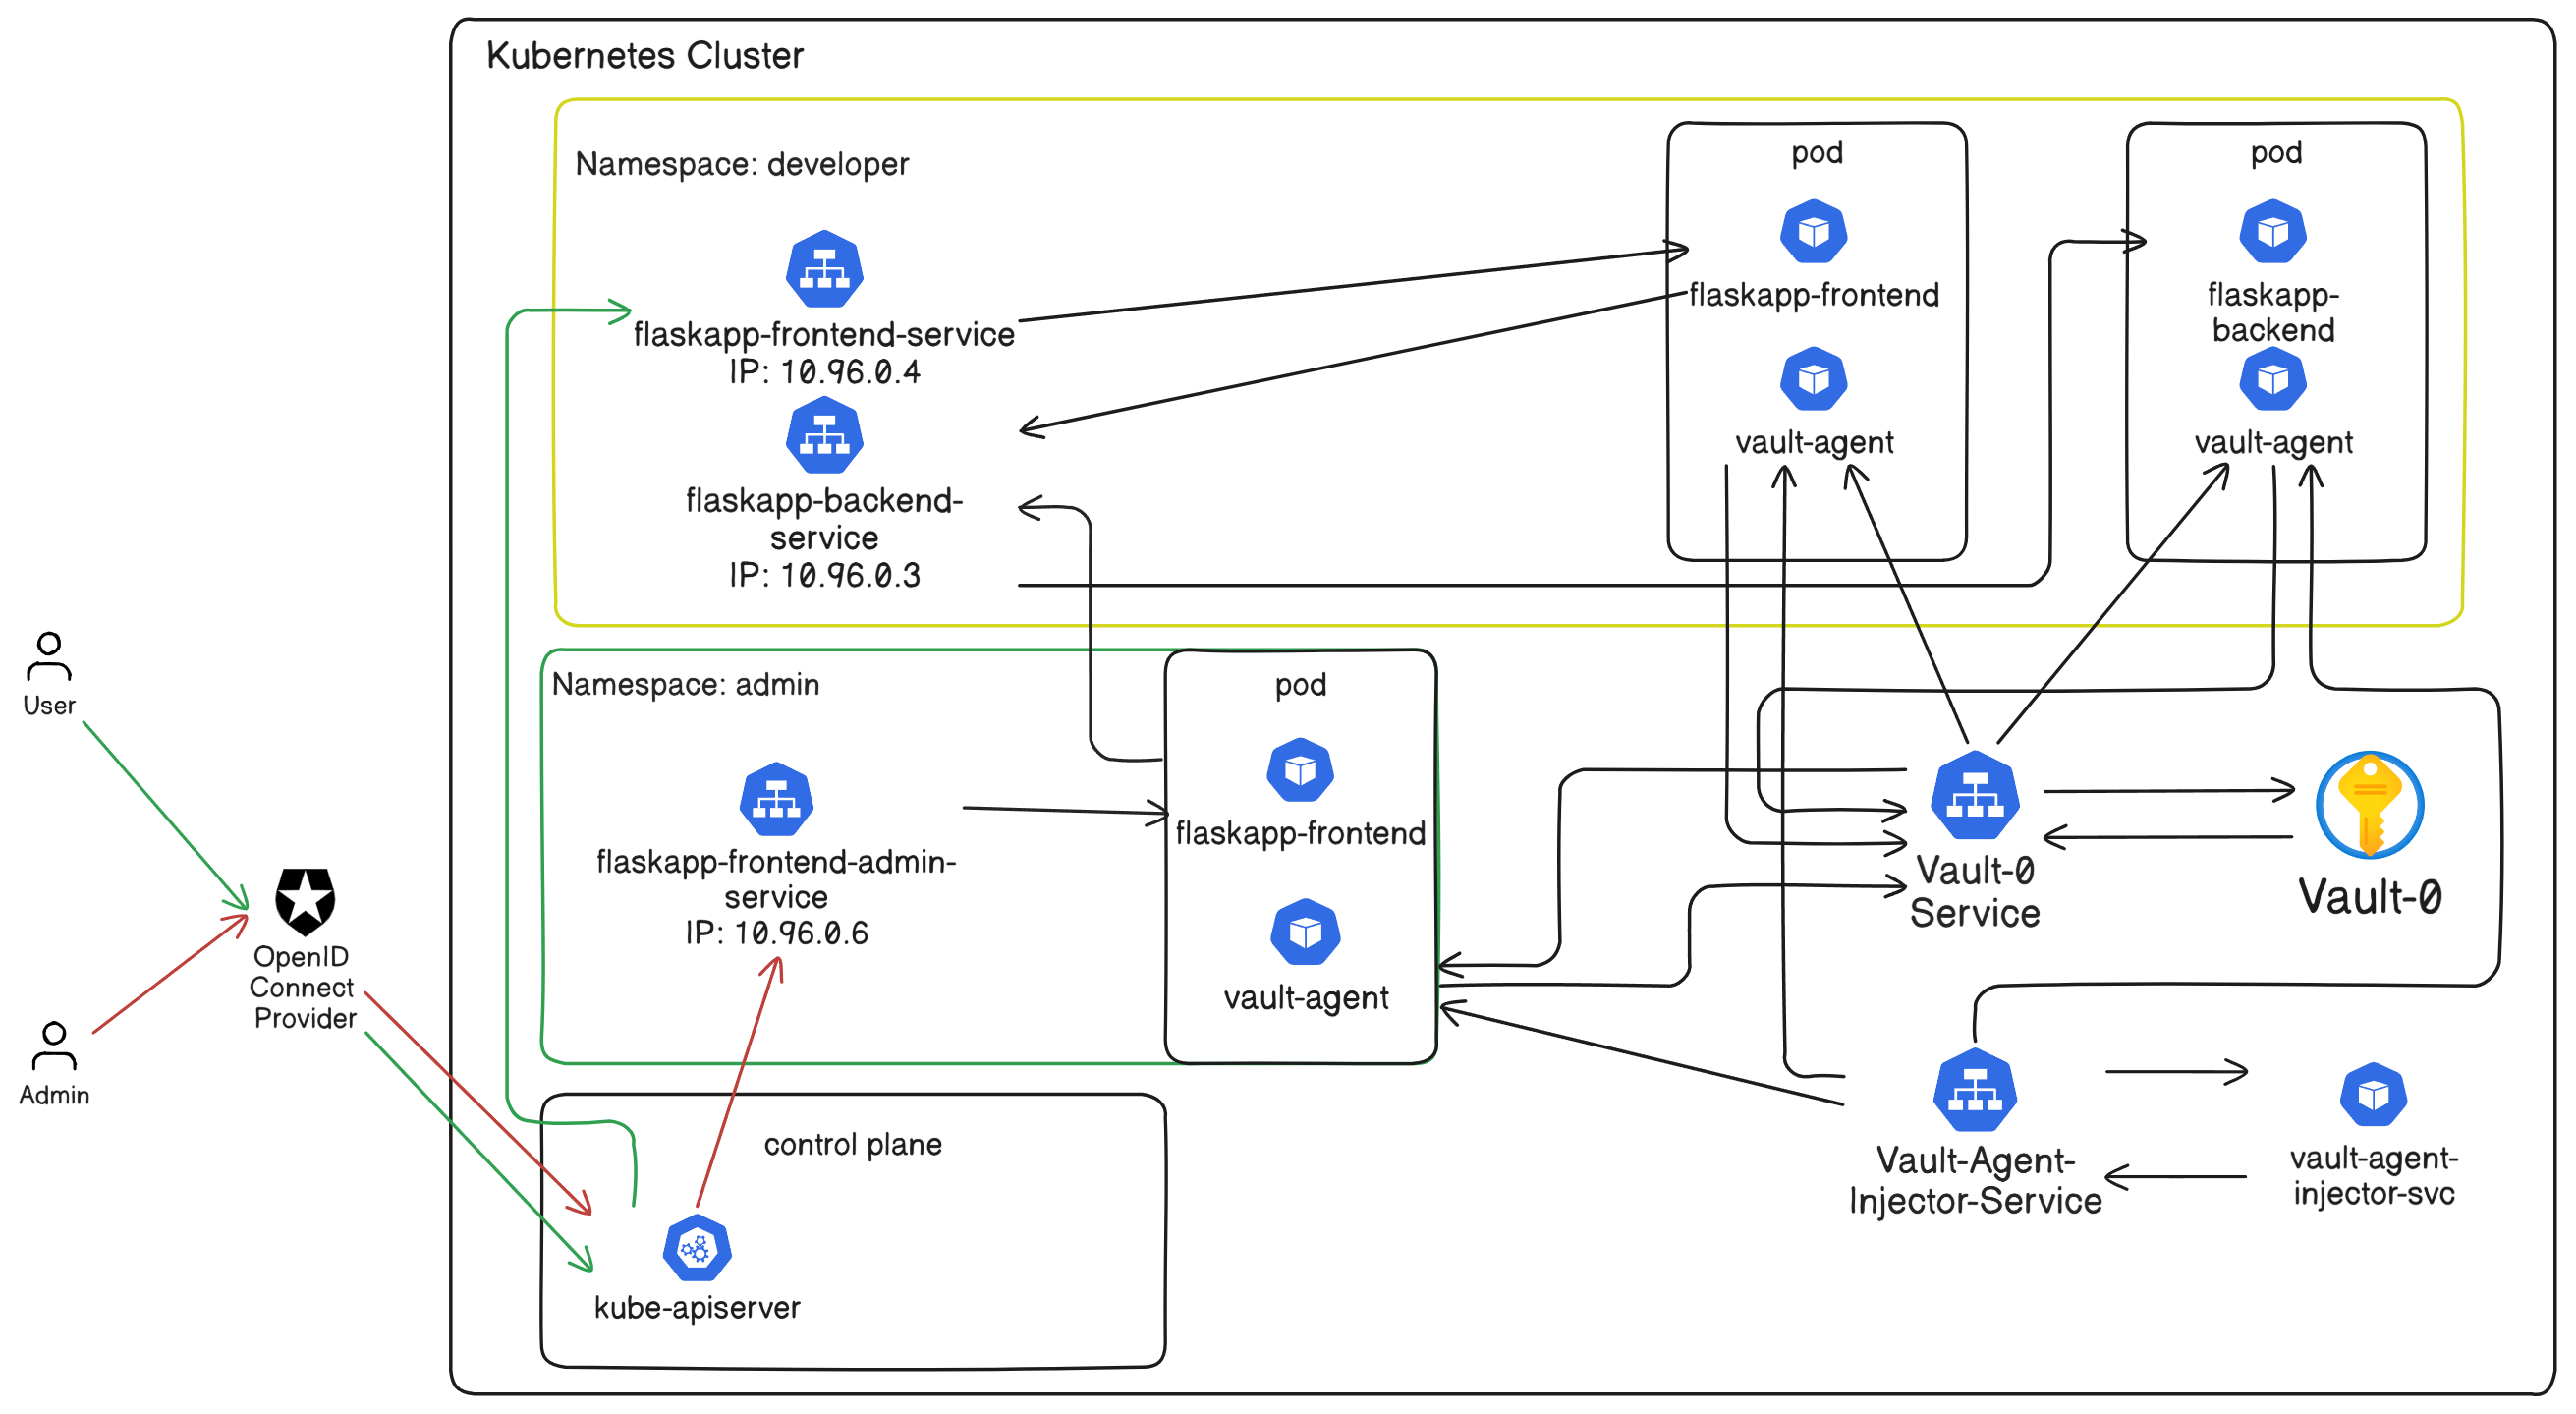 Kubernetes Cluster
Namespace: developer
flaskapp-frontend-service
IP: 10.96.0.4
flaskapp-backend-
service
IP: 10.96.0.3
pod
flaskapp-frontend
vault-agent
pod
flaskapp-
backend
vault-agent
Namespace: admin
flaskapp-frontend-admin-
service
IP: 10.96.0.6
pod
flaskapp-frontend
vault-agent
User
Admin
OpenID
Connect
Provider
control plane
kube-apiserver
Vault-0
Service
Vault-0
Vault-Agent-
Injector-Service
vault-agent-
injector-svc